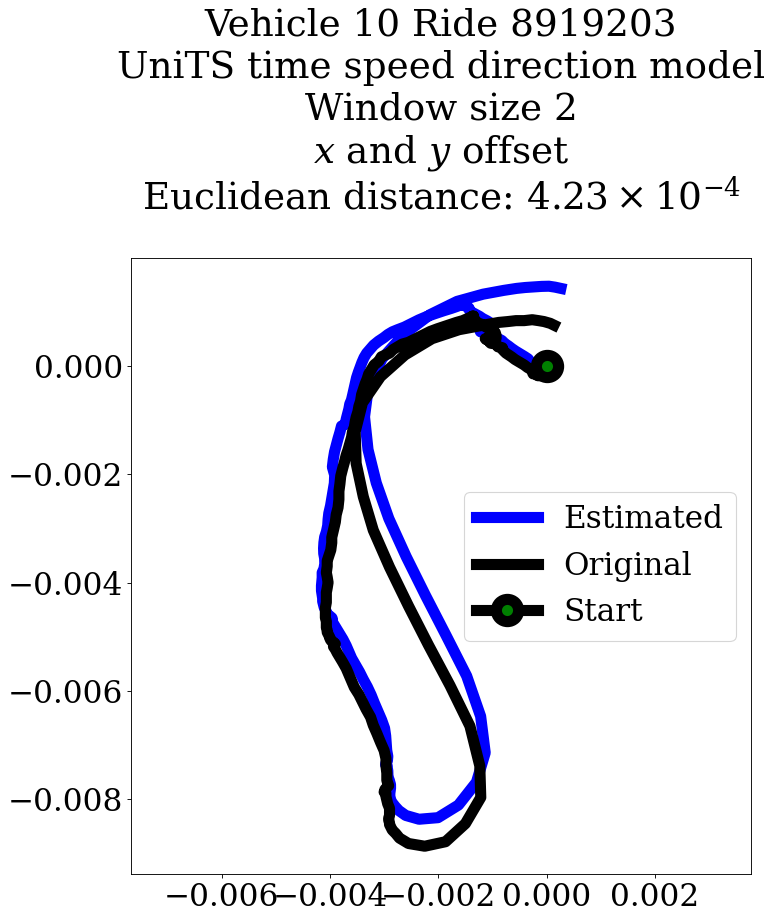 Vehicle 10 Ride 8919203
UniTS time speed direction model
Window size 2
x and y offset
Euclidean distance: 4.23 × 10⁻⁴
0.000
−0.002
−0.004
−0.006
−0.008
Estimated
Original
Start
−0.006 −0.004 −0.002 0.000 0.002